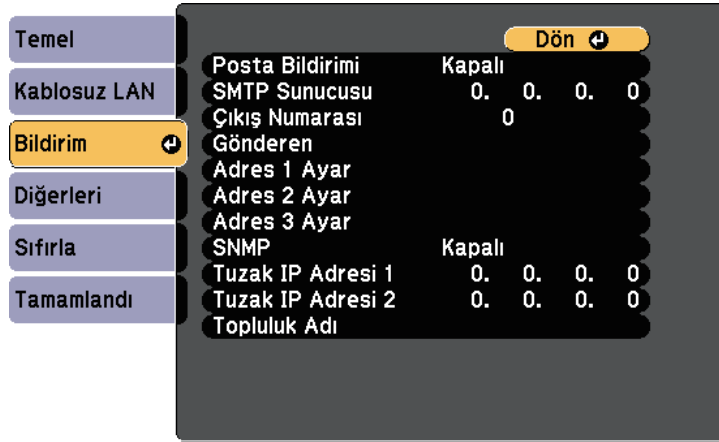 Temel
Kablosuz LAN
Bildirim
Diğerleri
Sıfırla
Tamamlandı
Dön
Posta Bildirimi Kapalı
SMTP Sunucusu 0. 0. 0. 0
Çıkış Numarası 0
Gönderen
Adres 1 Ayar
Adres 2 Ayar
Adres 3 Ayar
SNMP Kapalı
Tuzak IP Adresi 1 0. 0. 0. 0
Tuzak IP Adresi 2 0. 0. 0. 0
Topluluk Adı